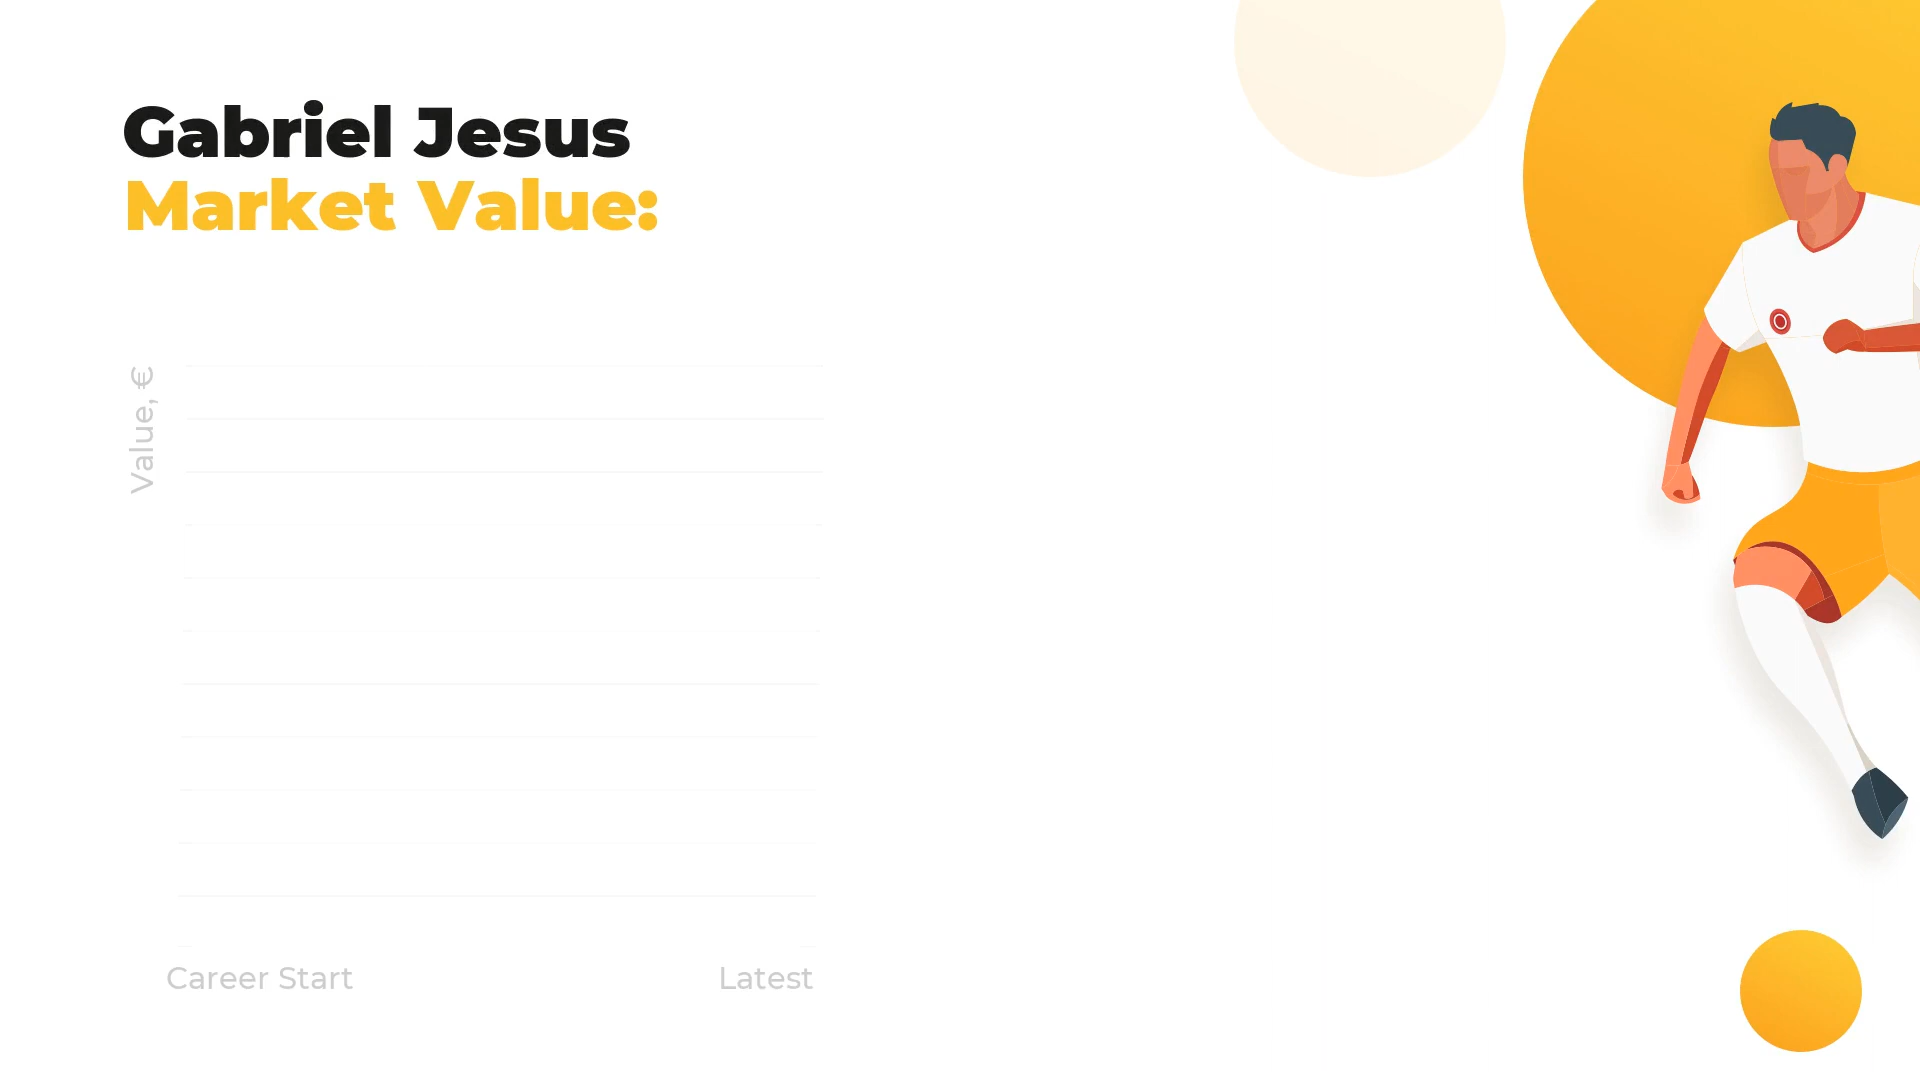 Gabriel Jesus
Market Value:
Value, €
Career Start
Latest